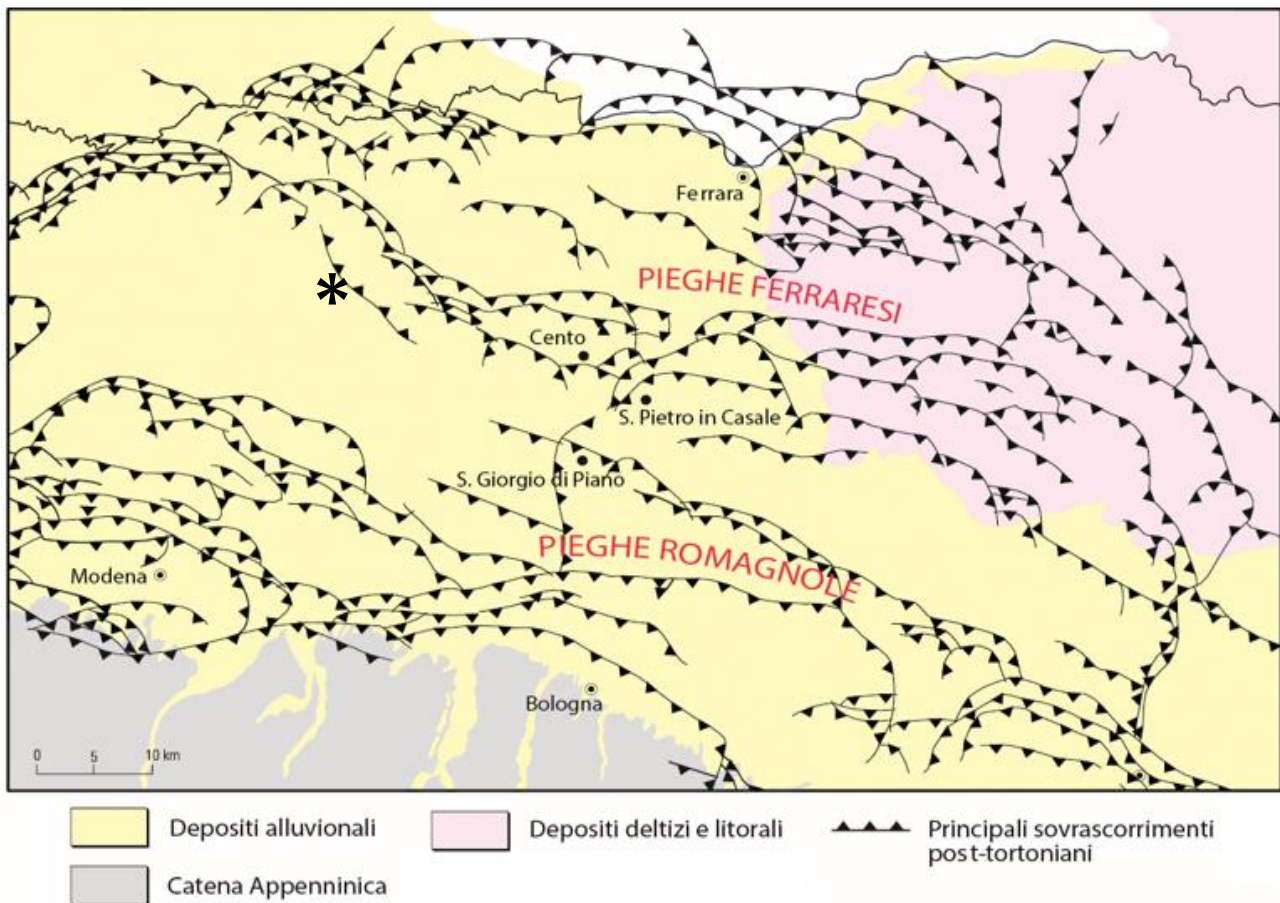 Ferrara
PIEGHE FERRARESI
*
Cento
S. Pietro in Casale
S. Giorgio di Piano
PIEGHE ROMAGNOLE
Modena
Bologna
0 5 10 km
Depositi alluvionali
Depositi deltizi e litorali
Principali sovrascorrimenti
post-tortoniani
Catena Appenninica